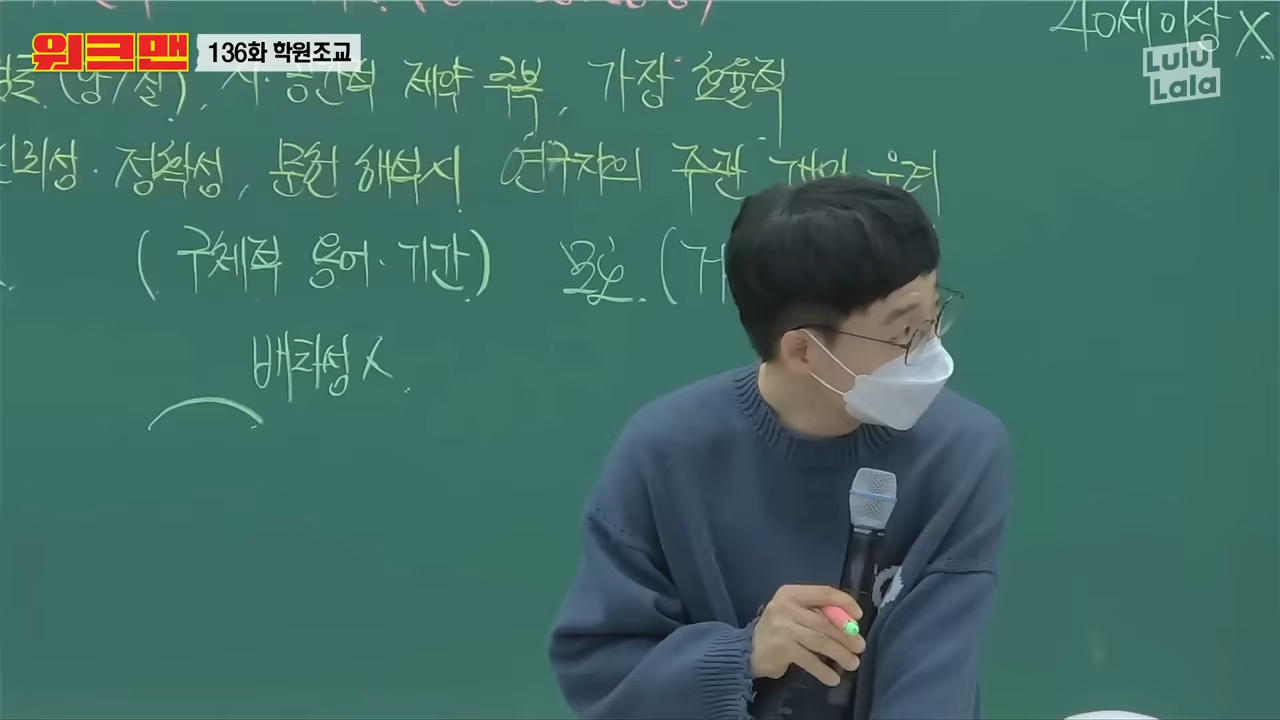 워크맨 136화 학원조교
Lulu
Lala
40세 이상 X
(양/질), 시·공간적 제약 극복, 가장 효율적
신뢰성·정확성, 문헌 해석시 연구자의 주관 개입 우려
(구체적 용어·기간) 모호 (
배타성 X